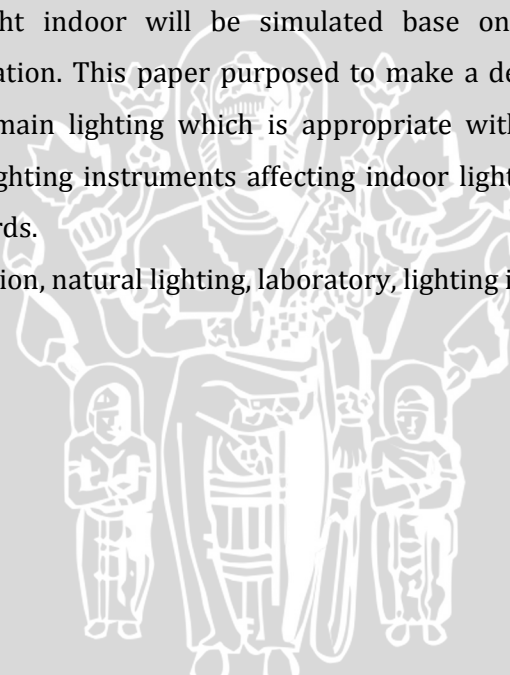 ht indoor will be simulated base on
ation. This paper purposed to make a de
main lighting which is appropriate with
ghting instruments affecting indoor light
rds.
ion, natural lighting, laboratory, lighting i